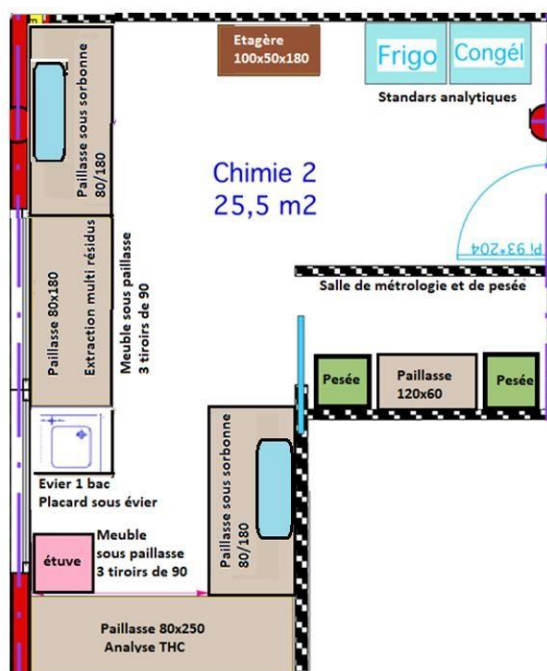 Etagère
100x50x180
Frigo
Congél
Standars analytiques
Paillasse sous sorbonne
80/180
Chimie 2
25,5 m2
Pi 93*204
Salle de métrologie et de pesée
Paillasse 80x180
Extraction multi résidus
Meuble sous paillasse
3 tiroirs de 90
Pesée
Paillasse
120x60
Pesée
Evier 1 bac
Placard sous évier
Paillasse sous sorbonne
80/180
étuve
Meuble
sous paillasse
3 tiroirs de 90
Paillasse 80x250
Analyse THC